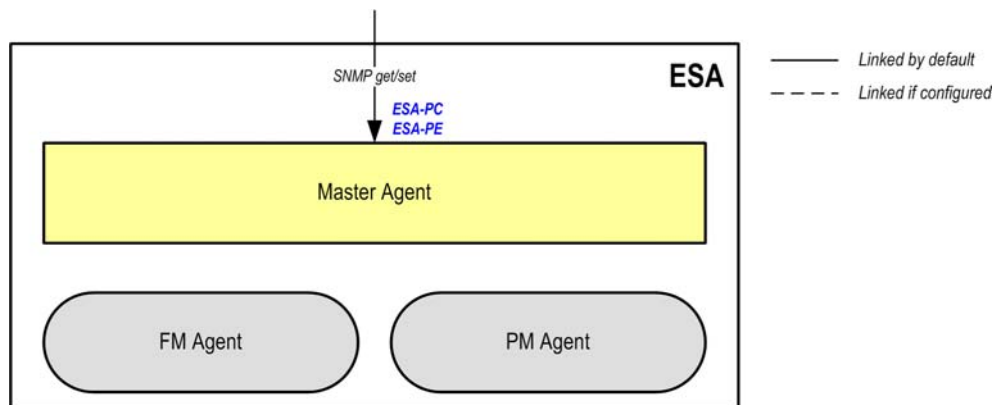 SNMP get/set
ESA
Linked by default
Linked if configured
ESA-PC
ESA-PE
Master Agent
FM Agent
PM Agent